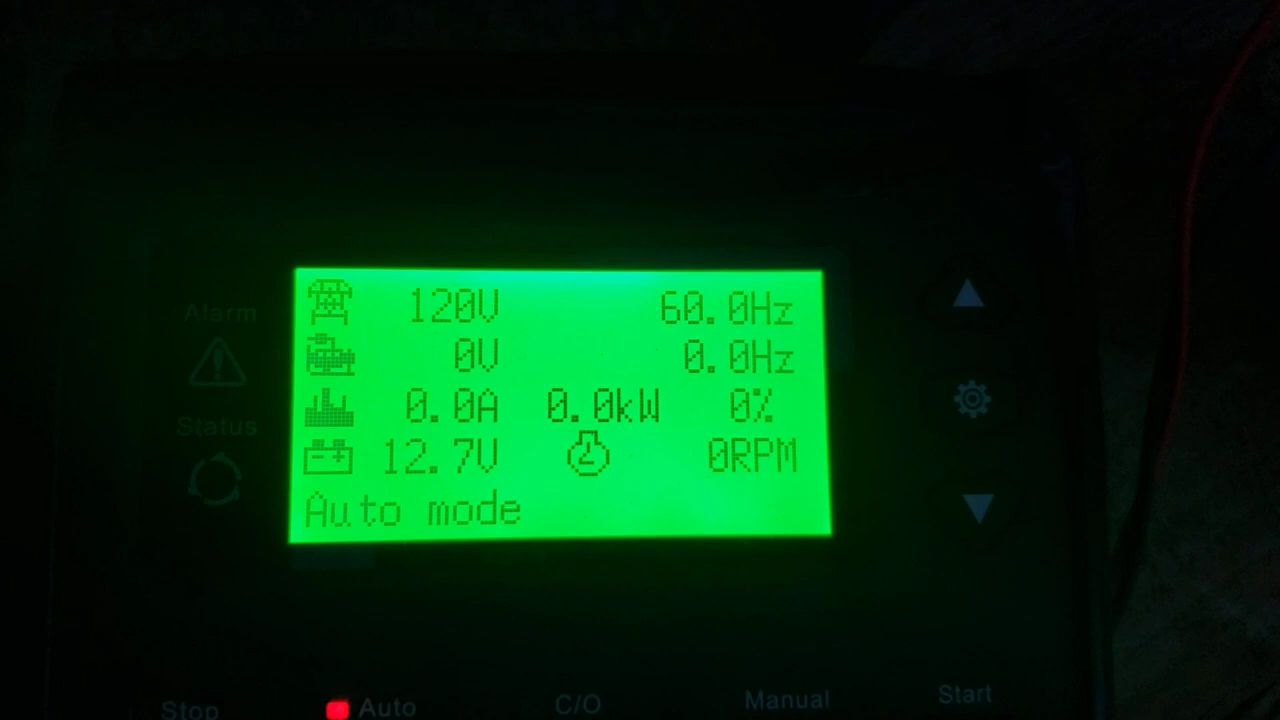 Alarm
Status
120V 60.0Hz
0V 0.0Hz
0.0A 0.0kW 0%
12.7V 0RPM
Auto mode
Stop Auto C/O Manual Start